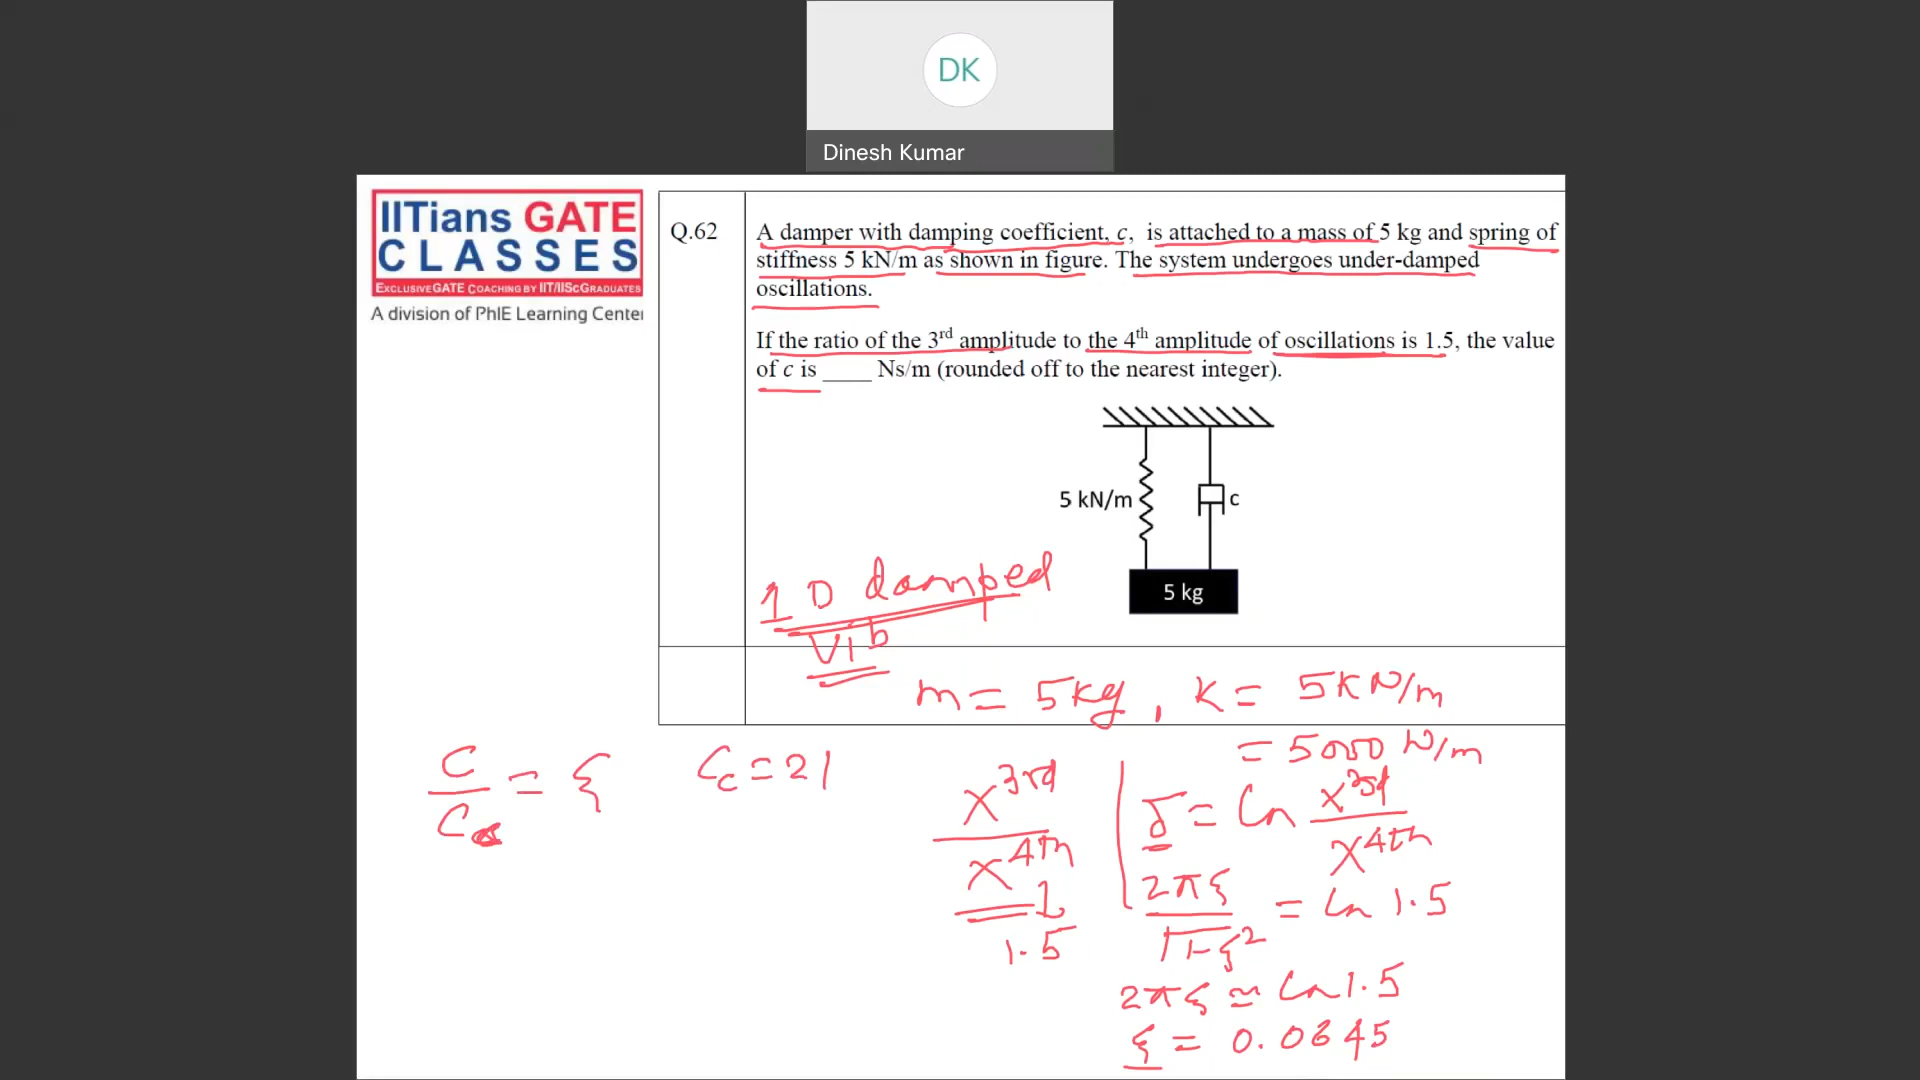 DK
Dinesh Kumar
IITians GATE
CLASSES
EXCLUSIVE GATE COACHING BY IIT/IISc GRADUATES
A division of PhIE Learning Center
Q.62
A damper with damping coefficient, c, is attached to a mass of 5 kg and spring of
stiffness 5 kN/m as shown in figure. The system undergoes under-damped
oscillations.
If the ratio of the 3rd amplitude to the 4th amplitude of oscillations is 1.5, the value
of c is ____ Ns/m (rounded off to the nearest integer).
5 kN/m
c
5 kg
1 D damped
Vib
m = 5 kg, K = 5 KN/m
= 5000 N/m
C/C = ξ
Cc = 2
X3rd/X4th
1.5
δ = ln X3rd/X4th
2πξ/√1-ξ² = ln 1.5
2πξ ≈ ln 1.5
ξ = 0.0645